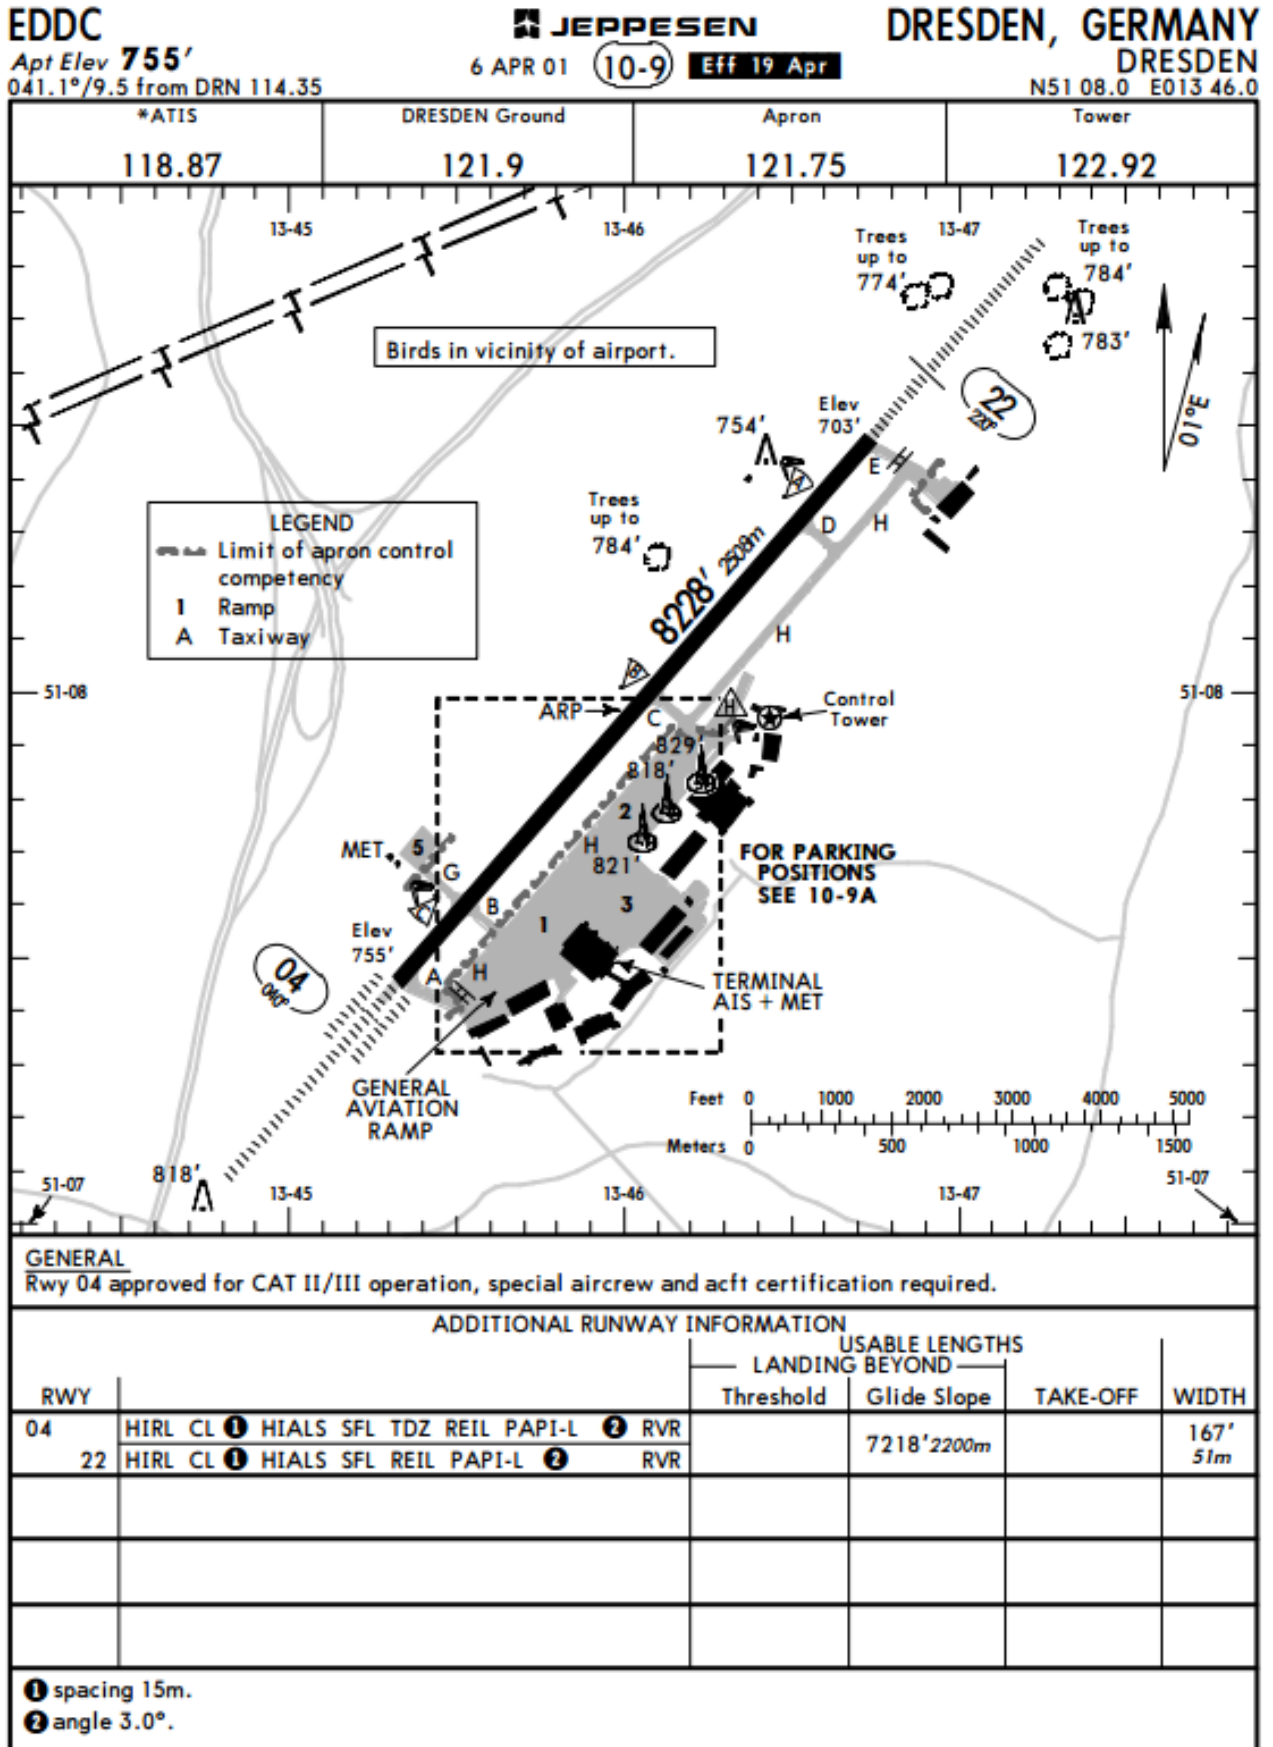 EDDC
JEPPESEN
DRESDEN, GERMANY
Apt Elev 755'
6 APR 01 10-9 Eff 19 Apr
DRESDEN
041.1°/9.5 from DRN 114.35
N51 08.0 E013 46.0
*ATIS
118.87
DRESDEN Ground
121.9
Apron
121.75
Tower
122.92
13-45
13-46
13-47
Trees
up to
774'
Trees
up to
784'
783'
Birds in vicinity of airport.
01°E
22
220°
Elev
703'
754'
A
E
H
D
Trees
up to
784'
LEGEND
Limit of apron control
competency
1 Ramp
A Taxiway
8228' 2508m
H
51-08
51-08
B
ARP
C
H
Control
Tower
829'
818'
2
H
821'
MET
5
G
B
C
3
1
FOR PARKING
POSITIONS
SEE 10-9A
Elev
755'
04
040°
A
H
TERMINAL
AIS + MET
GENERAL
AVIATION
RAMP
Feet 0 1000 2000 3000 4000 5000
Meters 0 500 1000 1500
818'
51-07
13-45
13-46
13-47
51-07
GENERAL
Rwy 04 approved for CAT II/III operation, special aircrew and acft certification required.
ADDITIONAL RUNWAY INFORMATION
USABLE LENGTHS
LANDING BEYOND
RWY
Threshold
Glide Slope
TAKE-OFF
WIDTH
04 HIRL CL 1 HIALS SFL TDZ REIL PAPI-L 2 RVR
22 HIRL CL 1 HIALS SFL REIL PAPI-L 2 RVR
7218' 2200m
167'
51m
1 spacing 15m.
2 angle 3.0°.